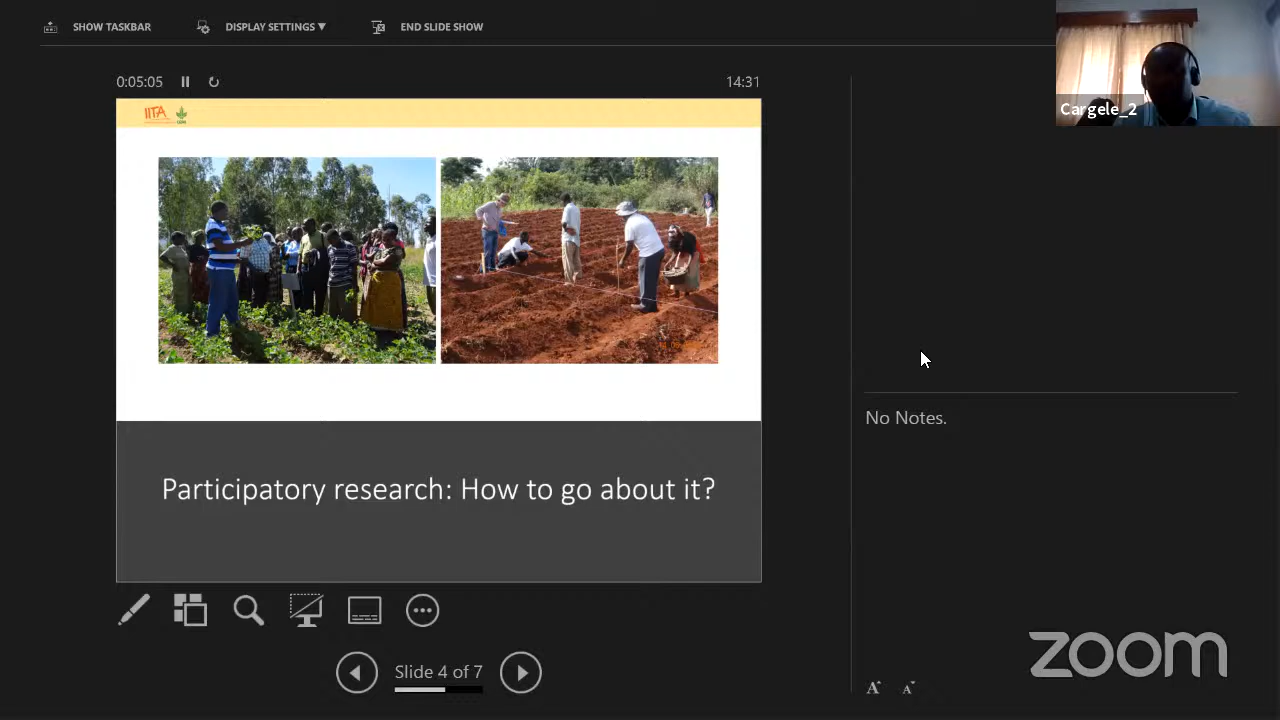 SHOW TASKBAR
DISPLAY SETTINGS ▼
END SLIDE SHOW
Cargele_2
0:05:05
14:31
IITA
Participatory research: How to go about it?
No Notes.
Slide 4 of 7
A A
zoom